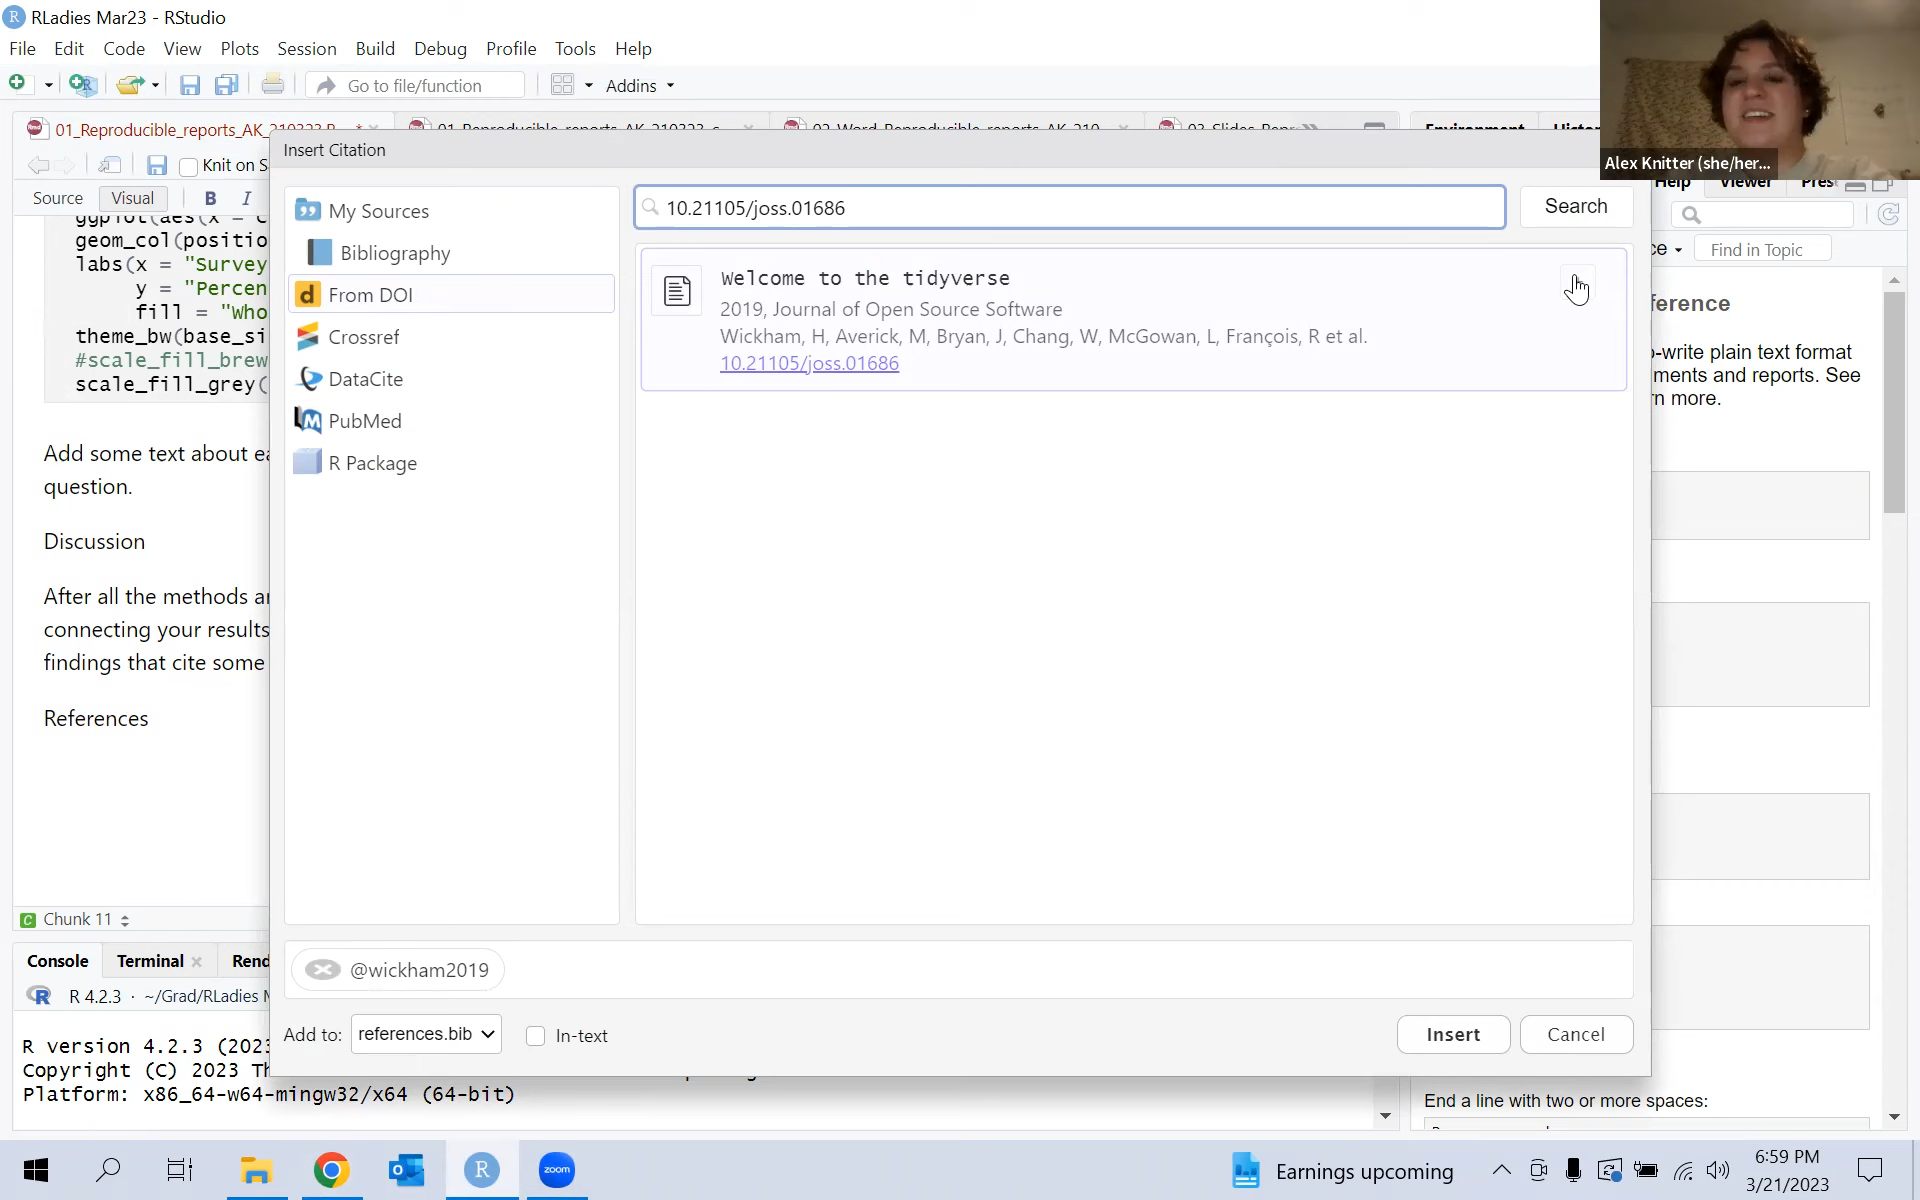 RLadies Mar23 - RStudio
File Edit Code View Plots Session Build Debug Profile Tools Help
Go to file/function Addins
01_Reproducible_reports_AK_210323.R
Knit on S
Source Visual B I
geom_col(positio
labs(x = "Survey
y = "Percen
fill = "Who
theme_bw(base_si
#scale_fill_brew
scale_fill_grey(
Add some text about ea
question.
Discussion
After all the methods a
connecting your results
findings that cite some
References
Chunk 11
Console Terminal Rend
R 4.2.3 · ~/Grad/RLadies M
R version 4.2.3 (2023
Copyright (C) 2023 Th
Platform: x86_64-w64-mingw32/x64 (64-bit)
Insert Citation
My Sources
Bibliography
From DOI
Crossref
DataCite
PubMed
R Package
10.21105/joss.01686
Search
Welcome to the tidyverse
2019, Journal of Open Source Software
Wickham, H, Averick, M, Bryan, J, Chang, W, McGowan, L, François, R et al.
10.21105/joss.01686
@wickham2019
Add to: references.bib In-text
Insert Cancel
Alex Knitter (she/her...
Help Viewer Pres
ce Find in Topic
ference
o-write plain text format
ments and reports. See
rn more.
End a line with two or more spaces:
zoom
Earnings upcoming
6:59 PM
3/21/2023